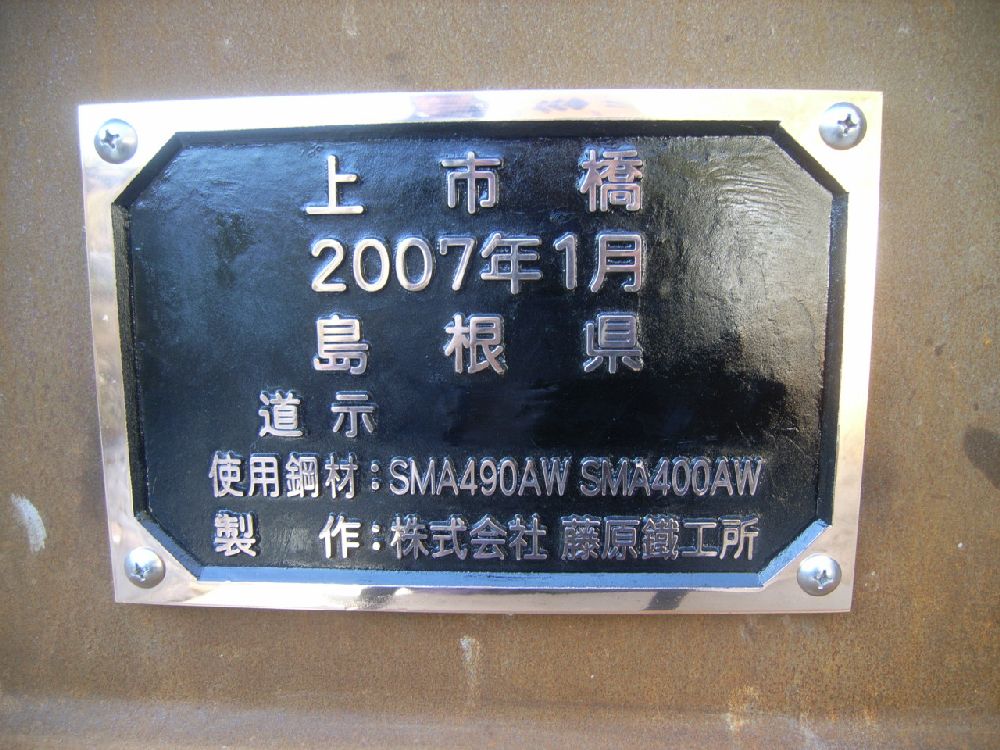 上市橋
2007年1月
島根県
道示
使用鋼材：SMA490AW SMA400AW
製作：株式会社 藤原鐵工所